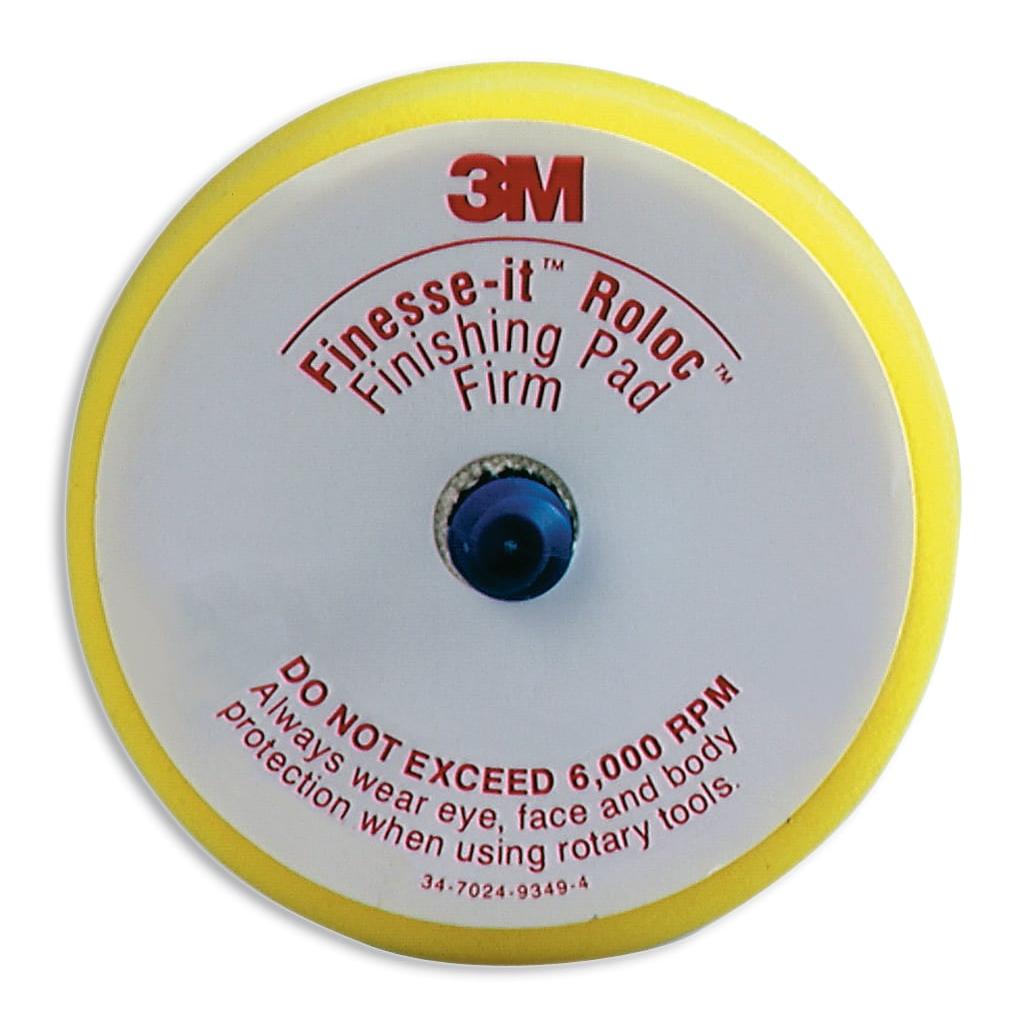 3M
Finesse-it™ Roloc™
Finishing Pad
Firm
DO NOT EXCEED 6,000 RPM
Always wear eye, face and body
protection when using rotary tools.
34-7024-9349-4